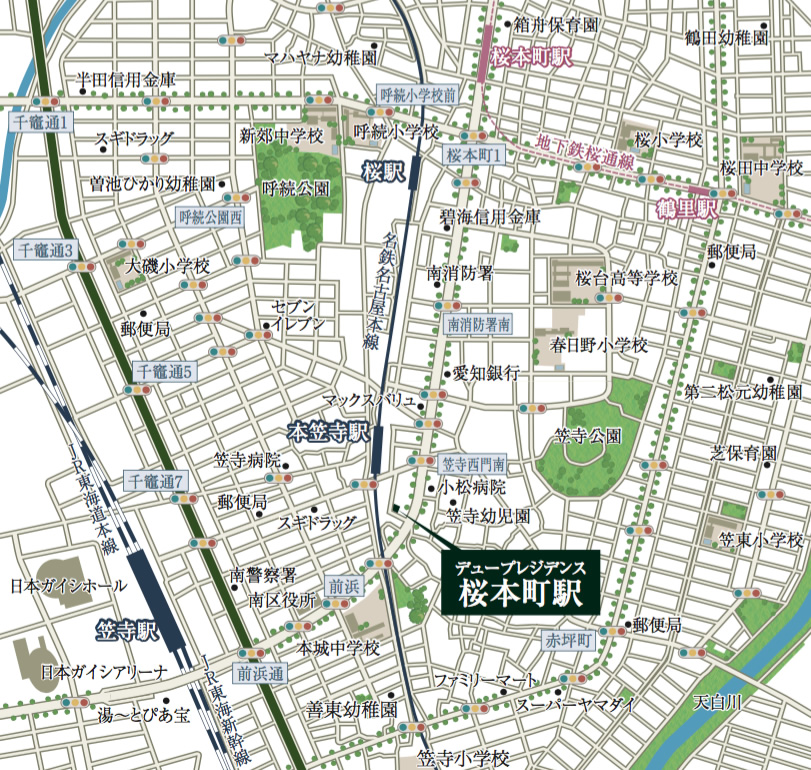 箱舟保育園
鶴田幼稚園
マハヤナ幼稚園
桜本町駅
半田信用金庫
呼続小学校前
千竈通1
スギドラッグ
新郊中学校
呼続小学校
桜本町1
地下鉄桜通線
桜小学校
桜田中学校
桜駅
曽池ひかり幼稚園
呼続公園
鶴里駅
呼続公園西
碧海信用金庫
千竈通3
名鉄名古屋本線
郵便局
大磯小学校
南消防署
桜台高等学校
郵便局
セブン
イレブン
南消防署南
春日野小学校
千竈通5
愛知銀行
第二松元幼稚園
マックスバリュ
本笠寺駅
笠寺公園
JR東海道本線
笠寺病院
笠寺西門南
芝保育園
千竈通7
小松病院
郵便局
スギドラッグ
笠寺幼児園
笠東小学校
デュープレジデンス
桜本町駅
日本ガイシホール
南警察署
前浜
南区役所
笠寺駅
赤坪町
郵便局
本城中学校
日本ガイシアリーナ
前浜通
JR東海道新幹線
ファミリーマート
スーパーヤマダイ
天白川
湯〜とぴあ宝
善東幼稚園
笠寺小学校